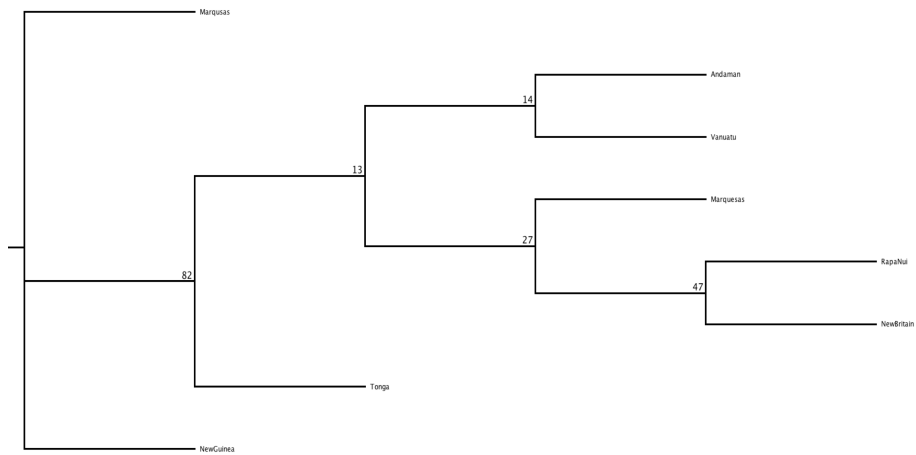 Marqusas
Andaman
14
Vanuatu
13
Marquesas
27
RapaNui
82
47
NewBritain
Tonga
NewGuinea